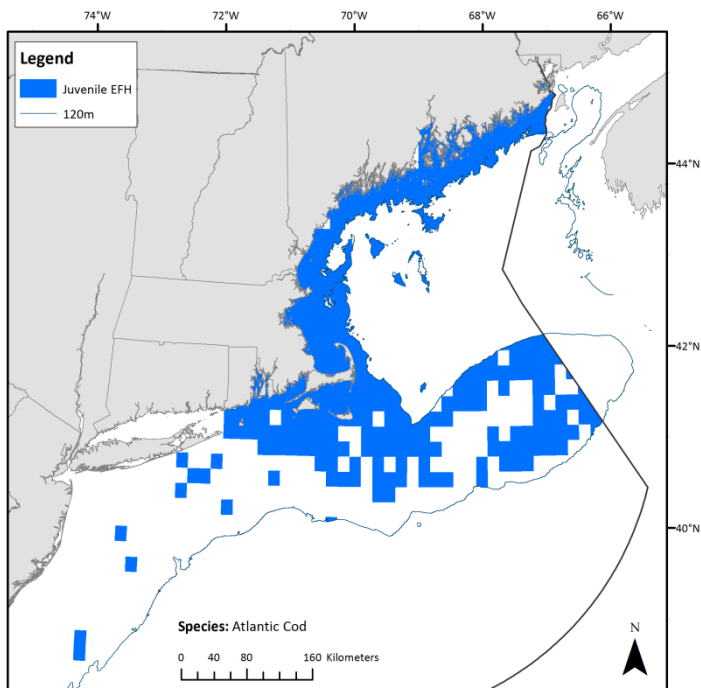 74°W 72°W 70°W 68°W 66°W
Legend
Juvenile EFH
120m
44°N
42°N
40°N
Species: Atlantic Cod
0 40 80 160 Kilometers
N